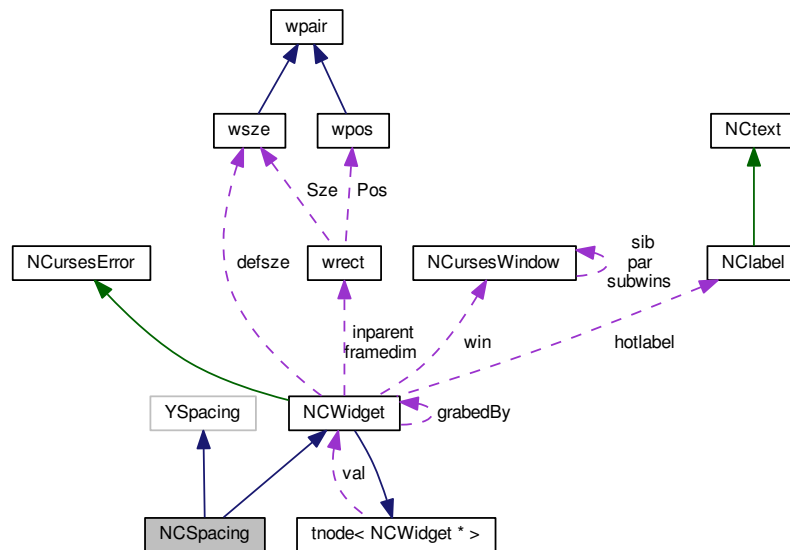 wpair
wsze
wpos
NCtext
Sze
Pos
NCursesError
defsze
wrect
NCursesWindow
sib
par
subwins
NClabel
inparent
framedim
win
hotlabel
YSpacing
NCWidget
grabedBy
val
NCSpacing
tnode< NCWidget * >